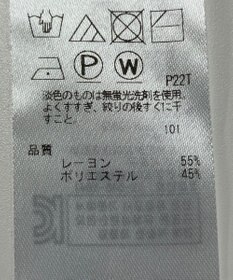 P
W
P22T
淡色のものは無蛍光洗剤を使用。
よくすすぎ、絞りの後すぐに干
すこと。
101
品質
レーヨン 55%
ポリエステル 45%